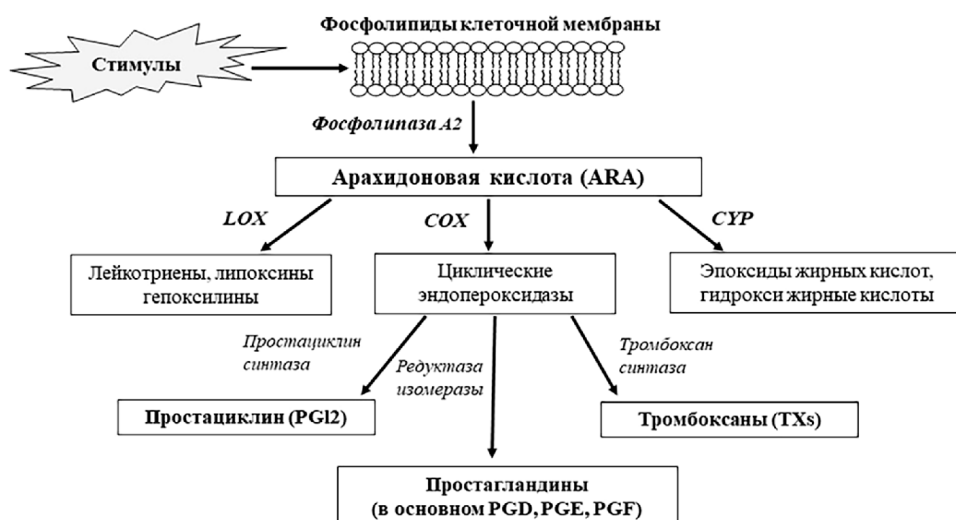 Фосфолипиды клеточной мембраны
Стимулы
Фосфолипаза А2
Арахидоновая кислота (ARA)
LOX
COX
CYP
Лейкотриены, липоксины
гепоксилины
Циклические
эндопероксидазы
Эпоксиды жирных кислот,
гидрокси жирные кислоты
Простациклин
синтаза
Редуктаза
изомеразы
Тромбоксан
синтаза
Простациклин (PGl2)
Тромбоксаны (TXs)
Простагландины
(в основном PGD, PGE, PGF)